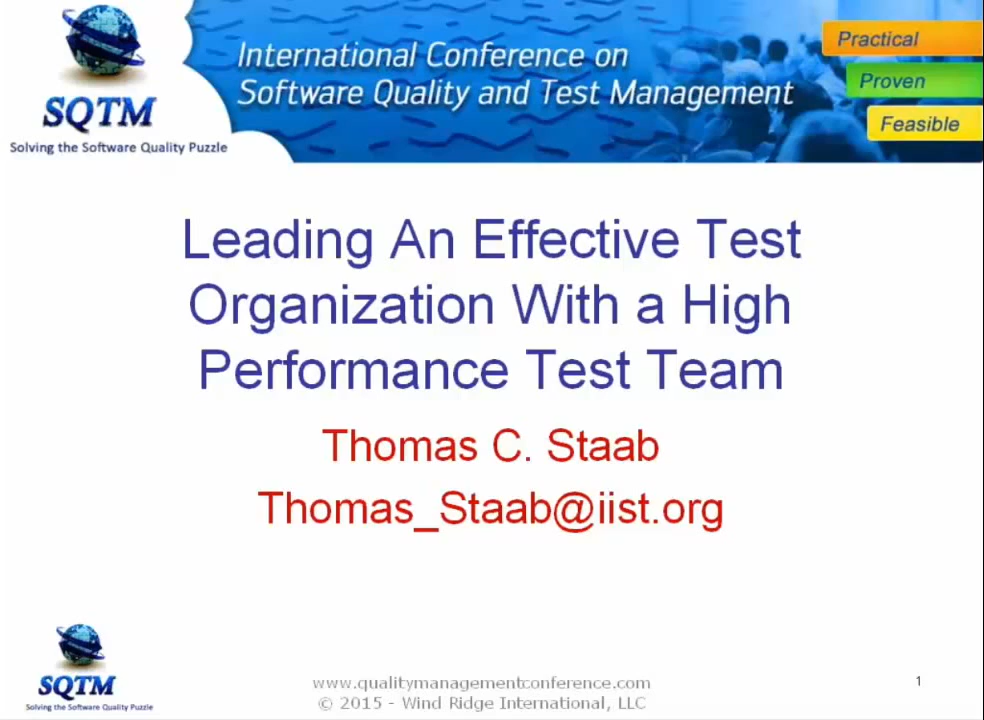 International Conference on
Software Quality and Test Management
Practical
Proven
Feasible
SQTM
Solving the Software Quality Puzzle
Leading An Effective Test
Organization With a High
Performance Test Team
Thomas C. Staab
Thomas_Staab@iist.org
SQTM
Solving the Software Quality Puzzle
www.qualitymanagementconference.com
© 2015 - Wind Ridge International, LLC
1